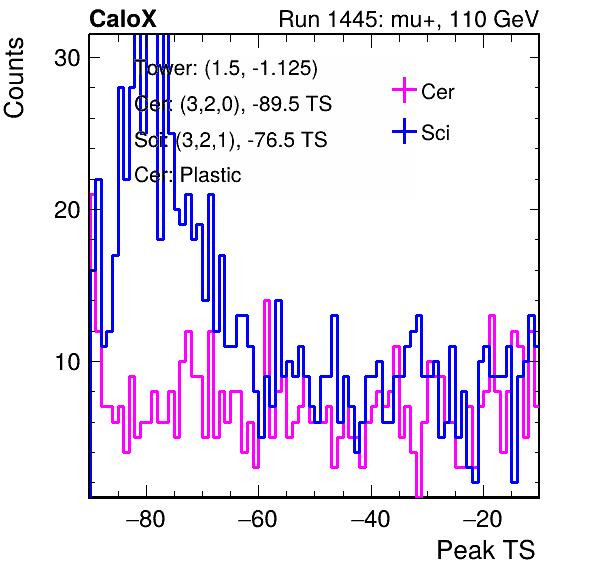 CaloX Run 1445: mu+, 110 GeV
Counts
30
20
10
Tower: (1.5, -1.125)
Cer: (3,2,0), -89.5 TS
Sci: (3,2,1), -76.5 TS
Cer: Plastic
Cer
Sci
−80 −60 −40 −20
Peak TS